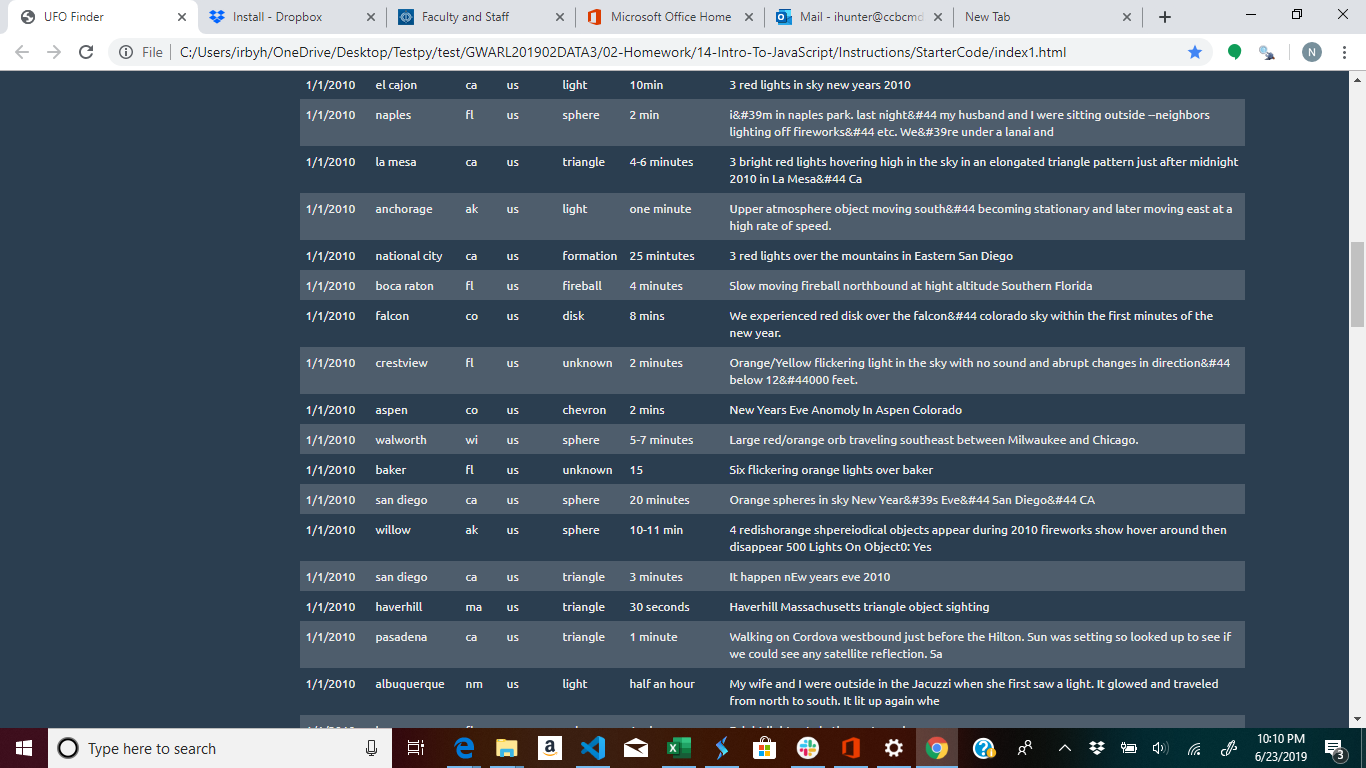 UFO Finder Install - Dropbox Faculty and Staff Microsoft Office Home Mail - ihunter@ccbcmd New Tab
File C:/Users/irbyh/OneDrive/Desktop/Testpy/test/GWARL201902DATA3/02-Homework/14-Intro-To-JavaScript/Instructions/StarterCode/index1.html N
1/1/2010 el cajon ca us light 10min 3 red lights in sky new years 2010
1/1/2010 naples fl us sphere 2 min i&#39m in naples park. last night&#44 my husband and I were sitting outside --neighbors
lighting off fireworks&#44 etc. We&#39re under a lanai and
1/1/2010 la mesa ca us triangle 4-6 minutes 3 bright red lights hovering high in the sky in an elongated triangle pattern just after midnight
2010 in La Mesa&#44 Ca
1/1/2010 anchorage ak us light one minute Upper atmosphere object moving south&#44 becoming stationary and later moving east at a
high rate of speed.
1/1/2010 national city ca us formation 25 mintutes 3 red lights over the mountains in Eastern San Diego
1/1/2010 boca raton fl us fireball 4 minutes Slow moving fireball northbound at hight altitude Southern Florida
1/1/2010 falcon co us disk 8 mins We experienced red disk over the falcon&#44 colorado sky within the first minutes of the
new year.
1/1/2010 crestview fl us unknown 2 minutes Orange/Yellow flickering light in the sky with no sound and abrupt changes in direction&#44
below 12&#44000 feet.
1/1/2010 aspen co us chevron 2 mins New Years Eve Anomoly In Aspen Colorado
1/1/2010 walworth wi us sphere 5-7 minutes Large red/orange orb traveling southeast between Milwaukee and Chicago.
1/1/2010 baker fl us unknown 15 Six flickering orange lights over baker
1/1/2010 san diego ca us sphere 20 minutes Orange spheres in sky New Year&#39s Eve&#44 San Diego&#44 CA
1/1/2010 willow ak us sphere 10-11 min 4 redishorange shpereiodical objects appear during 2010 fireworks show hover around then
disappear 500 Lights On Object0: Yes
1/1/2010 san diego ca us triangle 3 minutes It happen nEw years eve 2010
1/1/2010 haverhill ma us triangle 30 seconds Haverhill Massachusetts triangle object sighting
1/1/2010 pasadena ca us triangle 1 minute Walking on Cordova westbound just before the Hilton. Sun was setting so looked up to see if
we could see any satellite reflection. Sa
1/1/2010 albuquerque nm us light half an hour My wife and I were outside in the Jacuzzi when she first saw a light. It glowed and traveled
from north to south. It lit up again whe
Type here to search
10:10 PM
6/23/2019
3